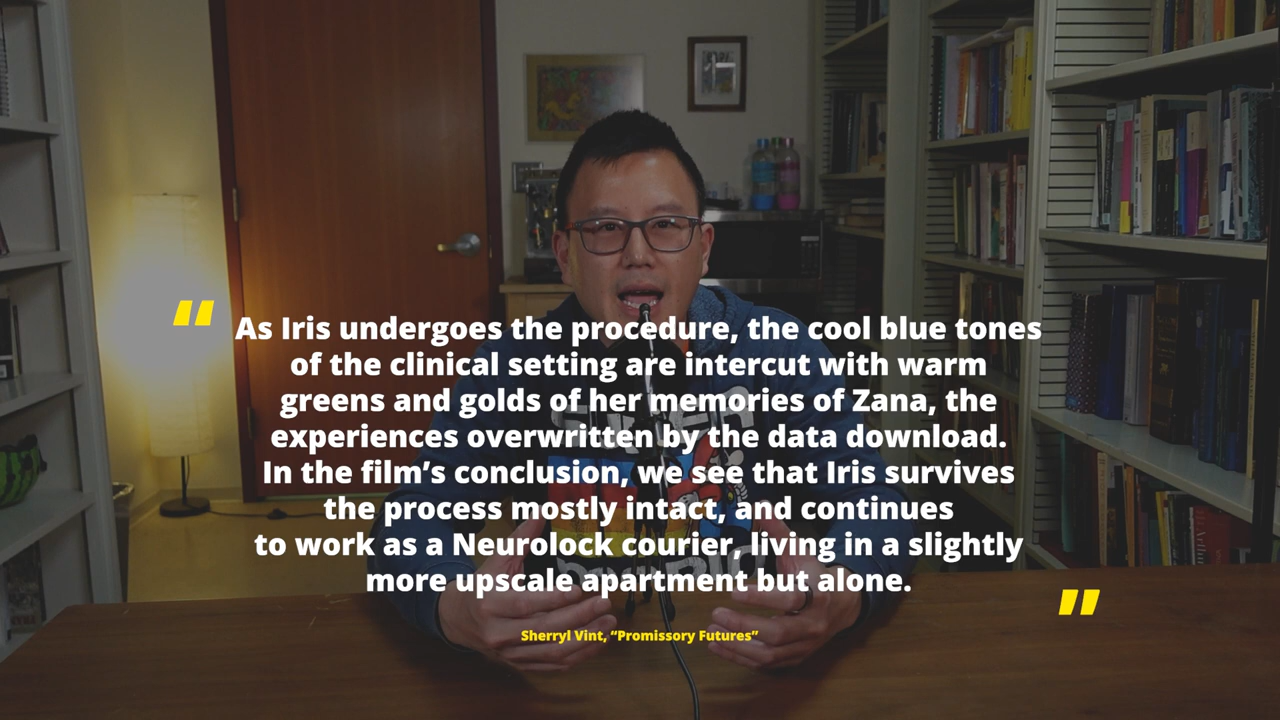 "
As Iris undergoes the procedure, the cool blue tones
of the clinical setting are intercut with warm
greens and golds of her memories of Zana, the
experiences overwritten by the data download.
In the film’s conclusion, we see that Iris survives
the process mostly intact, and continues
to work as a Neurolock courier, living in a slightly
more upscale apartment but alone.
"
Sherryl Vint, “Promissory Futures”